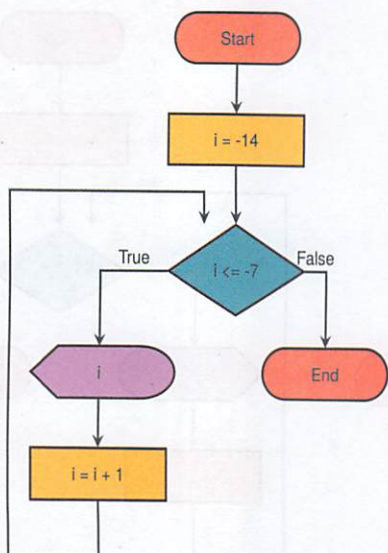 Start
i = -14
True
i <= -7
False
i
End
i = i + 1